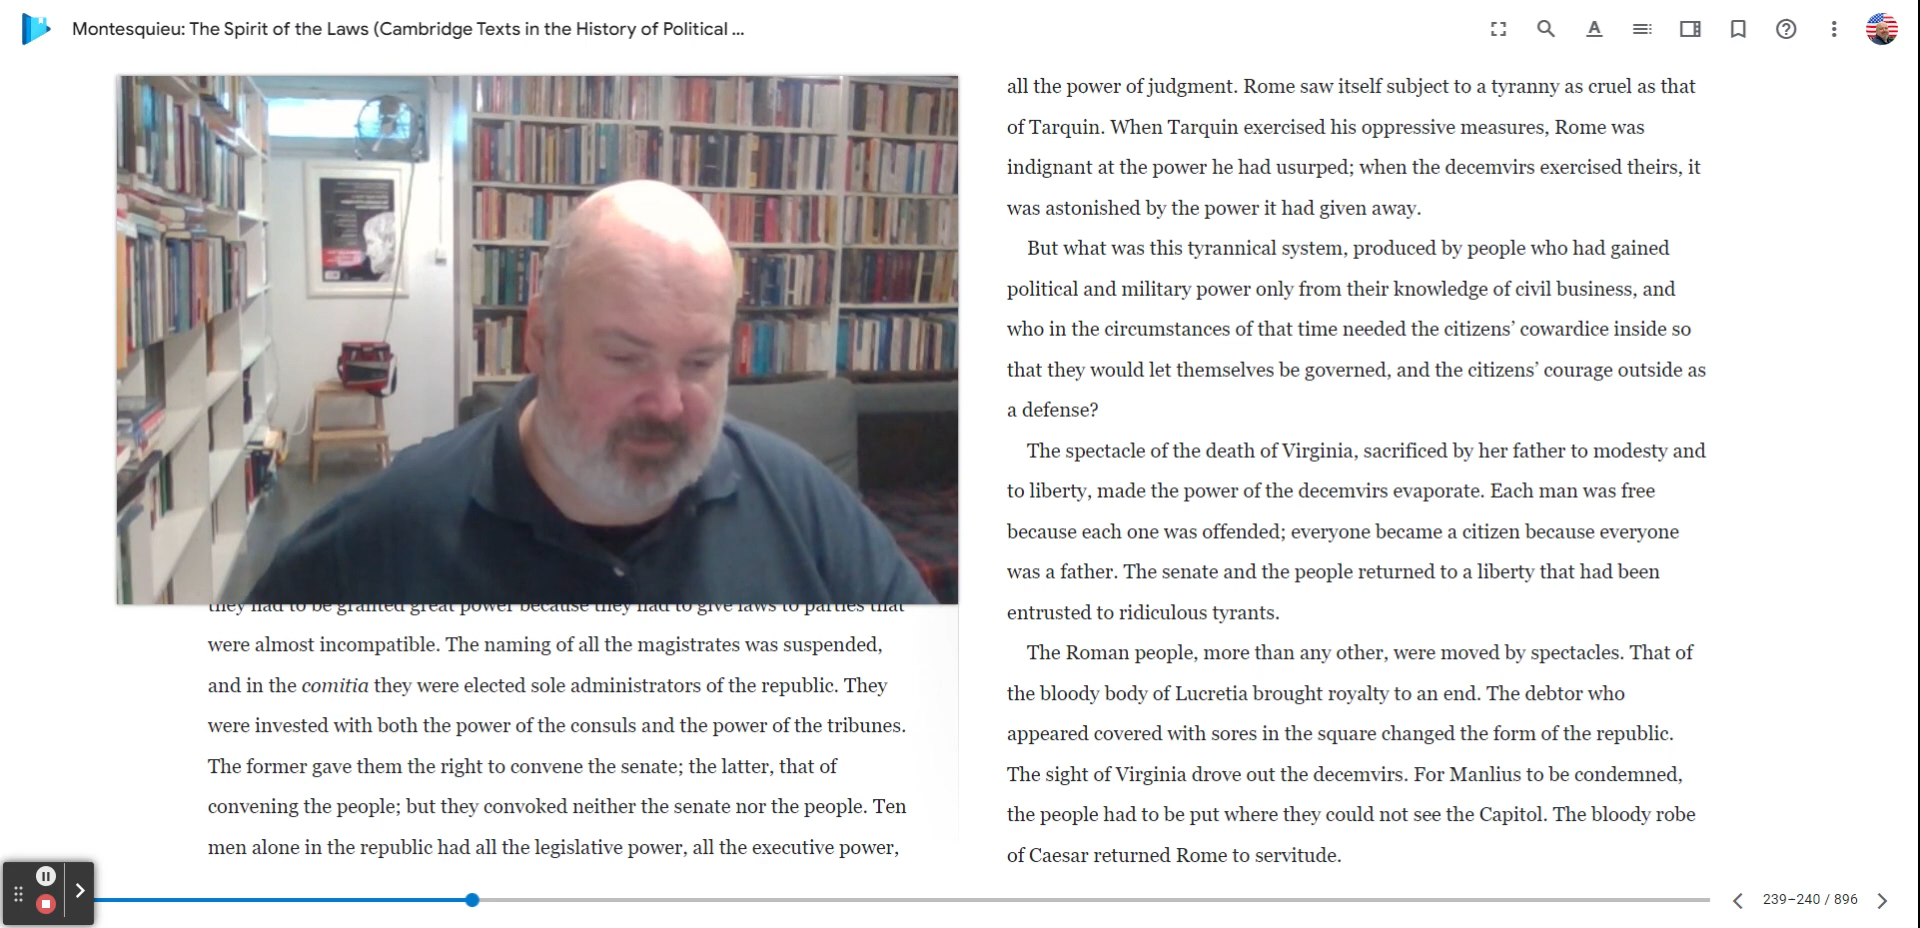 Montesquieu: The Spirit of the Laws (Cambridge Texts in the History of Political ...
they had to be granted great power because they had to give laws to parties that
were almost incompatible. The naming of all the magistrates was suspended,
and in the comitia they were elected sole administrators of the republic. They
were invested with both the power of the consuls and the power of the tribunes.
The former gave them the right to convene the senate; the latter, that of
convening the people; but they convoked neither the senate nor the people. Ten
men alone in the republic had all the legislative power, all the executive power,
all the power of judgment. Rome saw itself subject to a tyranny as cruel as that
of Tarquin. When Tarquin exercised his oppressive measures, Rome was
indignant at the power he had usurped; when the decemvirs exercised theirs, it
was astonished by the power it had given away.
But what was this tyrannical system, produced by people who had gained
political and military power only from their knowledge of civil business, and
who in the circumstances of that time needed the citizens’ cowardice inside so
that they would let themselves be governed, and the citizens’ courage outside as
a defense?
The spectacle of the death of Virginia, sacrificed by her father to modesty and
to liberty, made the power of the decemvirs evaporate. Each man was free
because each one was offended; everyone became a citizen because everyone
was a father. The senate and the people returned to a liberty that had been
entrusted to ridiculous tyrants.
The Roman people, more than any other, were moved by spectacles. That of
the bloody body of Lucretia brought royalty to an end. The debtor who
appeared covered with sores in the square changed the form of the republic.
The sight of Virginia drove out the decemvirs. For Manlius to be condemned,
the people had to be put where they could not see the Capitol. The bloody robe
of Caesar returned Rome to servitude.
239–240 / 896